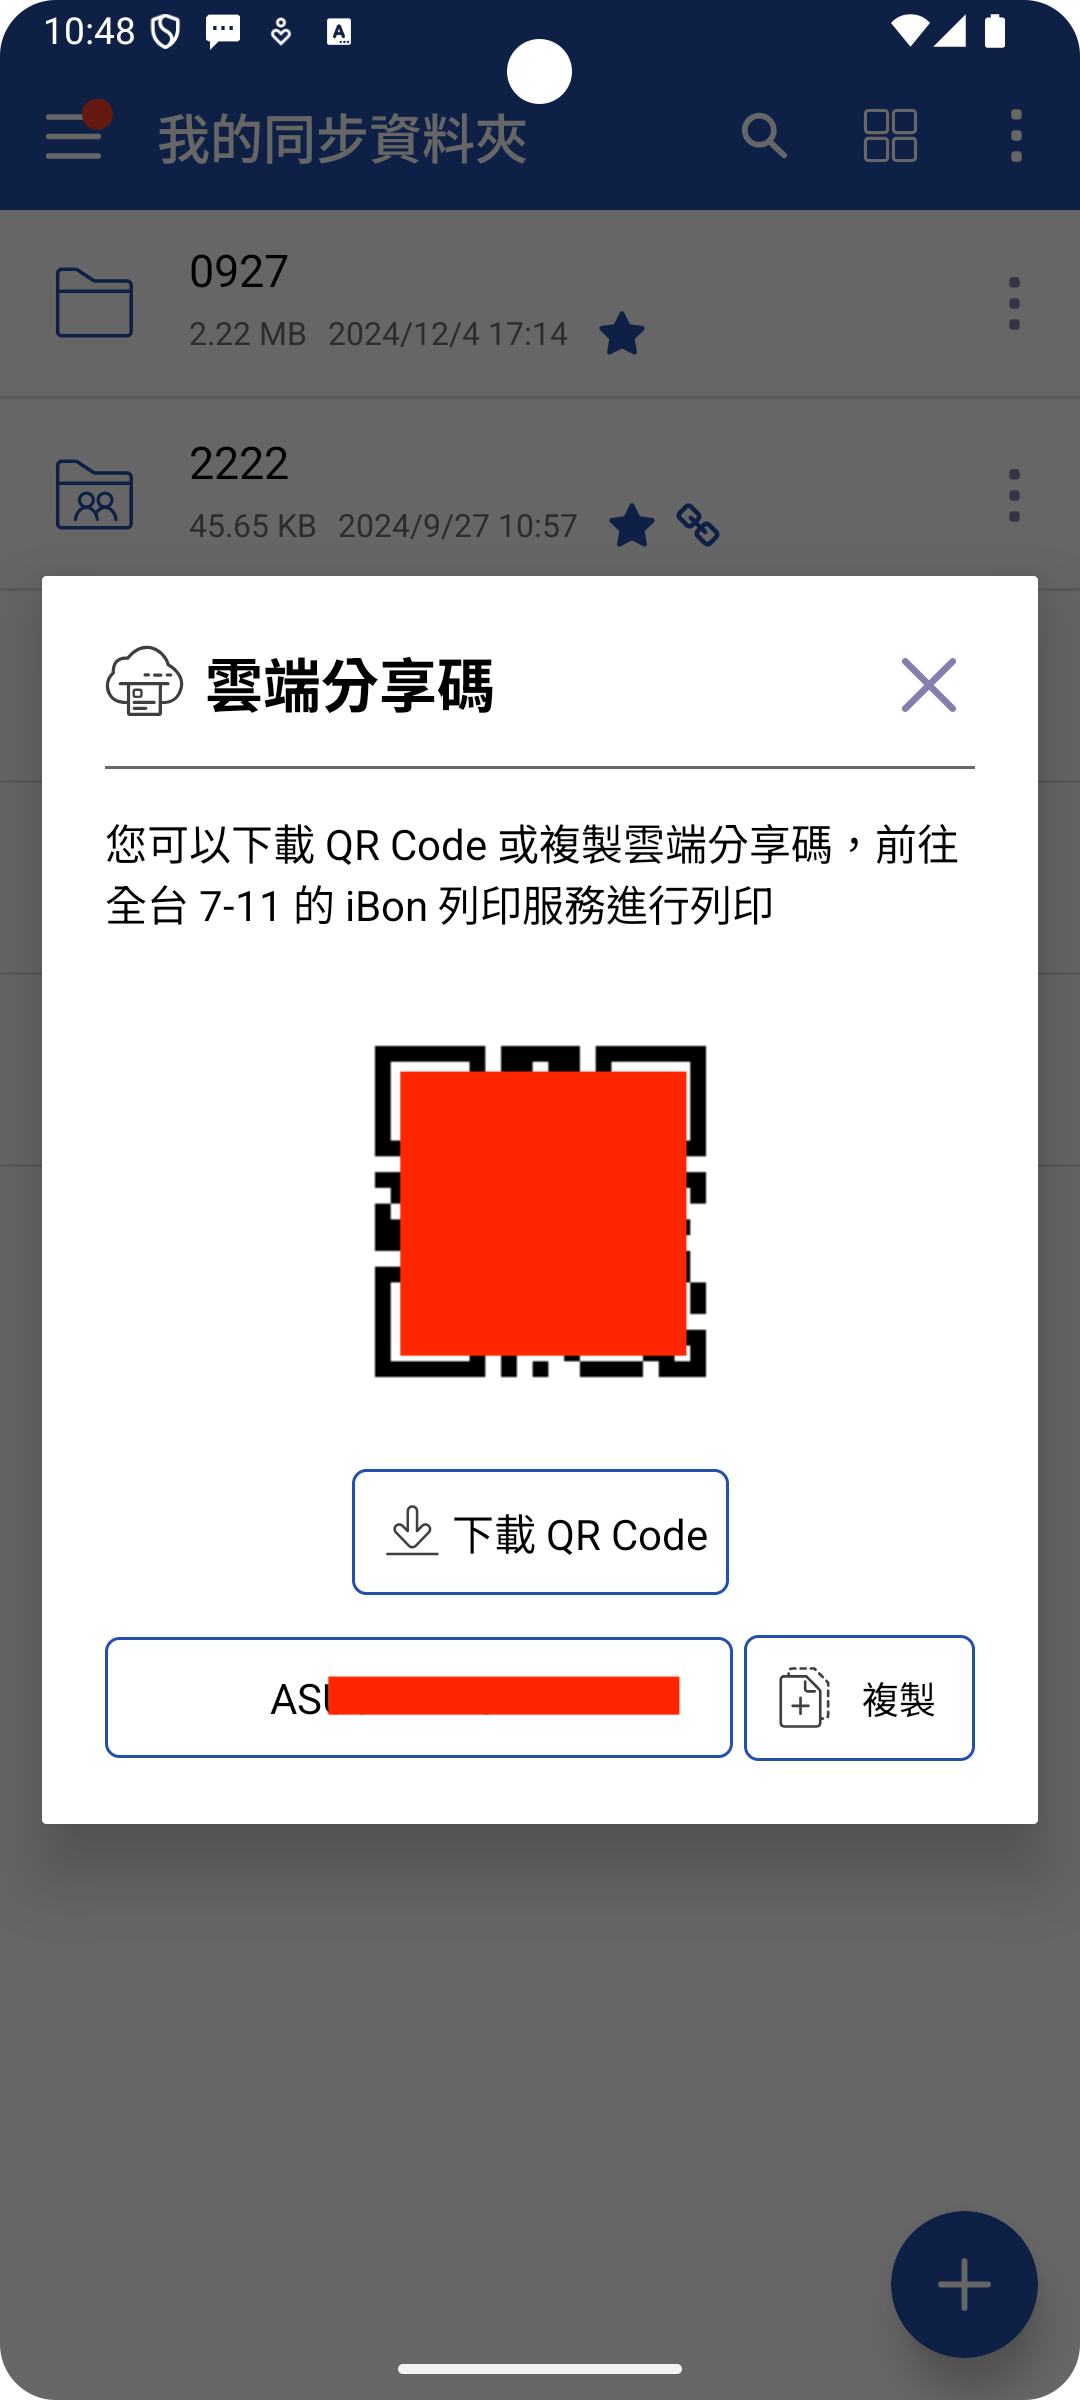 10:48
我的同步資料夾
0927
2.22 MB 2024/12/4 17:14
2222
45.65 KB 2024/9/27 10:57
雲端分享碼
您可以下載 QR Code 或複製雲端分享碼，前往
全台 7-11 的 iBon 列印服務進行列印
下載 QR Code
AS
複製